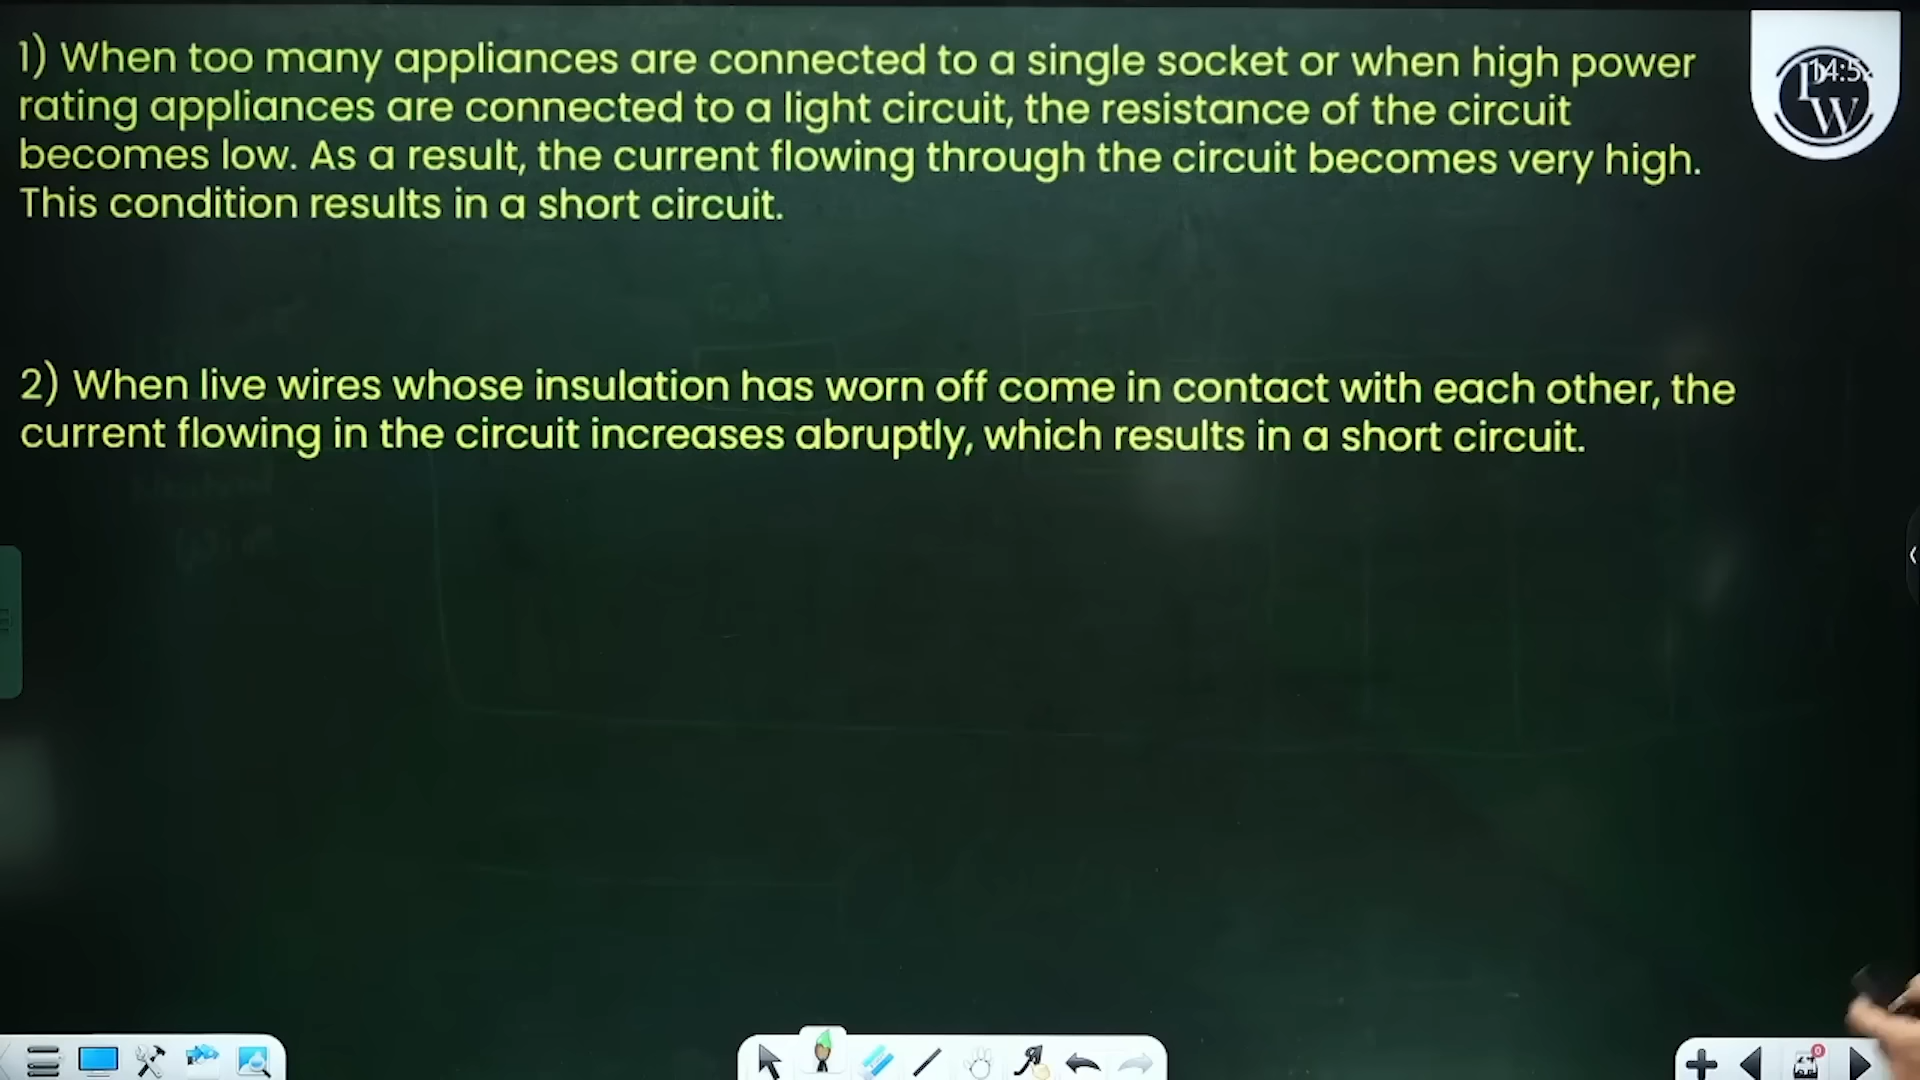 1) When too many appliances are connected to a single socket or when high power
rating appliances are connected to a light circuit, the resistance of the circuit
becomes low. As a result, the current flowing through the circuit becomes very high.
This condition results in a short circuit.
2) When live wires whose insulation has worn off come in contact with each other, the
current flowing in the circuit increases abruptly, which results in a short circuit.
PW